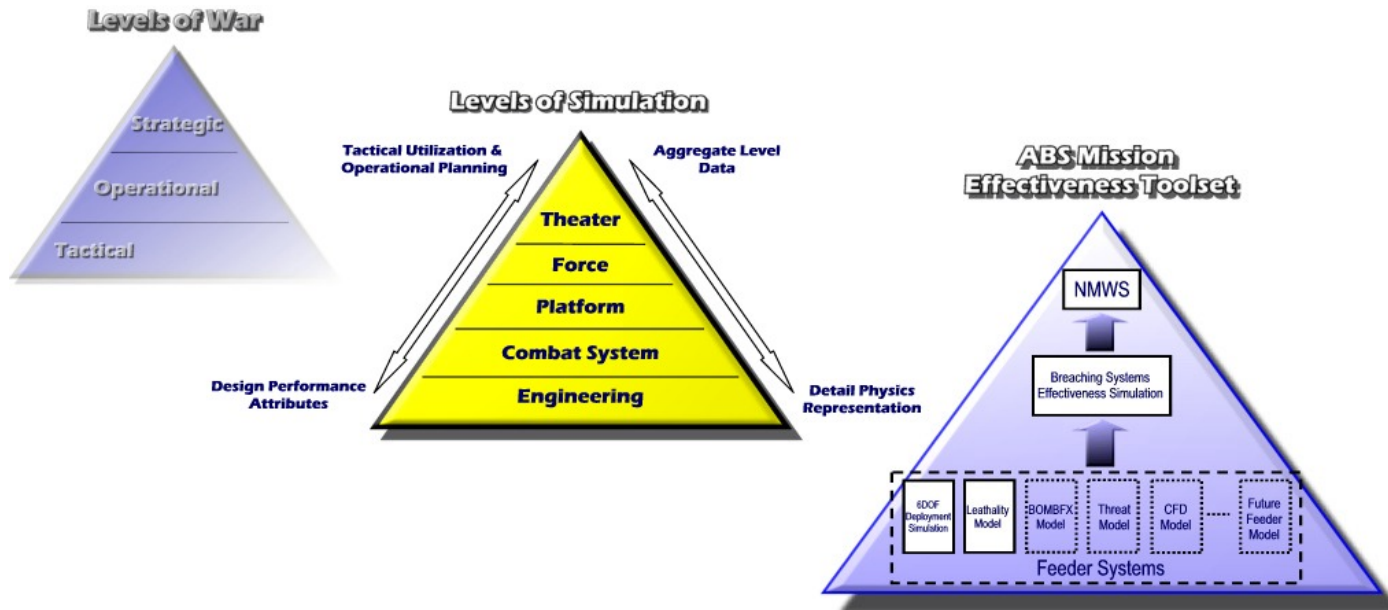 Levels of War
Strategic
Operational
Tactical
Levels of Simulation
Tactical Utilization &
Operational Planning
Aggregate Level
Data
Theater
Force
Platform
Combat System
Engineering
Design Performance
Attributes
Detail Physics
Representation
ABS Mission
Effectiveness Toolset
NMWS
Breaching Systems
Effectiveness Simulation
6DOF
Deployment
Simulation
Leathality
Model
BOMBFX
Model
Threat
Model
CFD
Model
Future
Feeder
Model
Feeder Systems